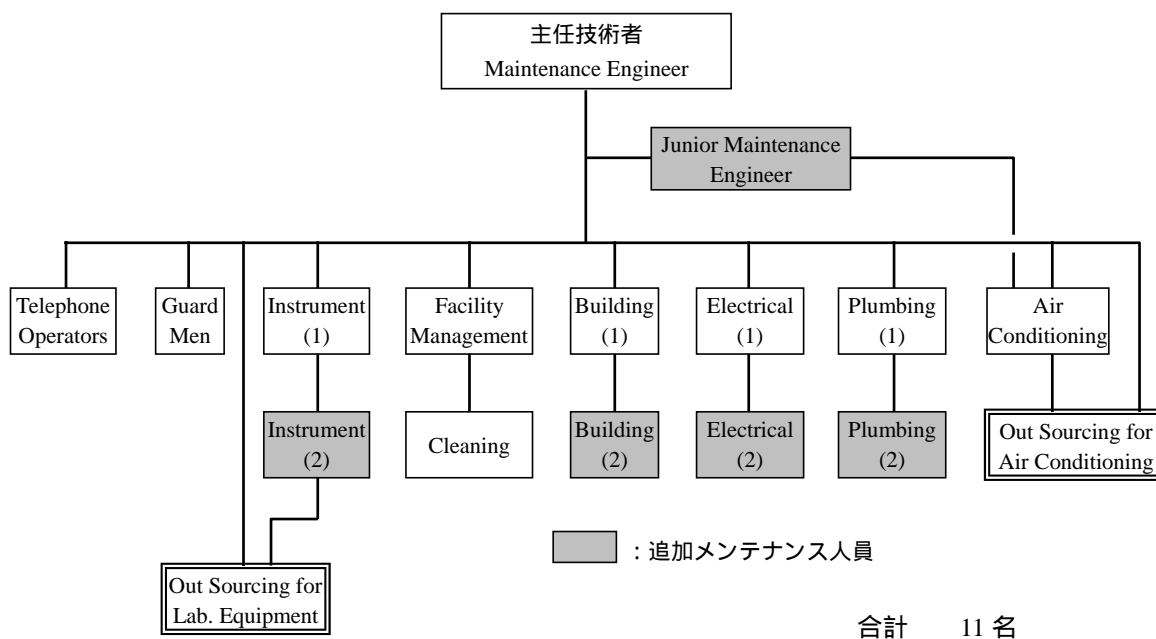 主任技術者
Maintenance Engineer
Junior Maintenance
Engineer
Telephone
Operators
Guard
Men
Instrument
(1)
Facility
Management
Building
(1)
Electrical
(1)
Plumbing
(1)
Air
Conditioning
Instrument
(2)
Cleaning
Building
(2)
Electrical
(2)
Plumbing
(2)
Out Sourcing for
Air Conditioning
Out Sourcing for
Lab. Equipment
：追加メンテナンス人員
合計 11 名